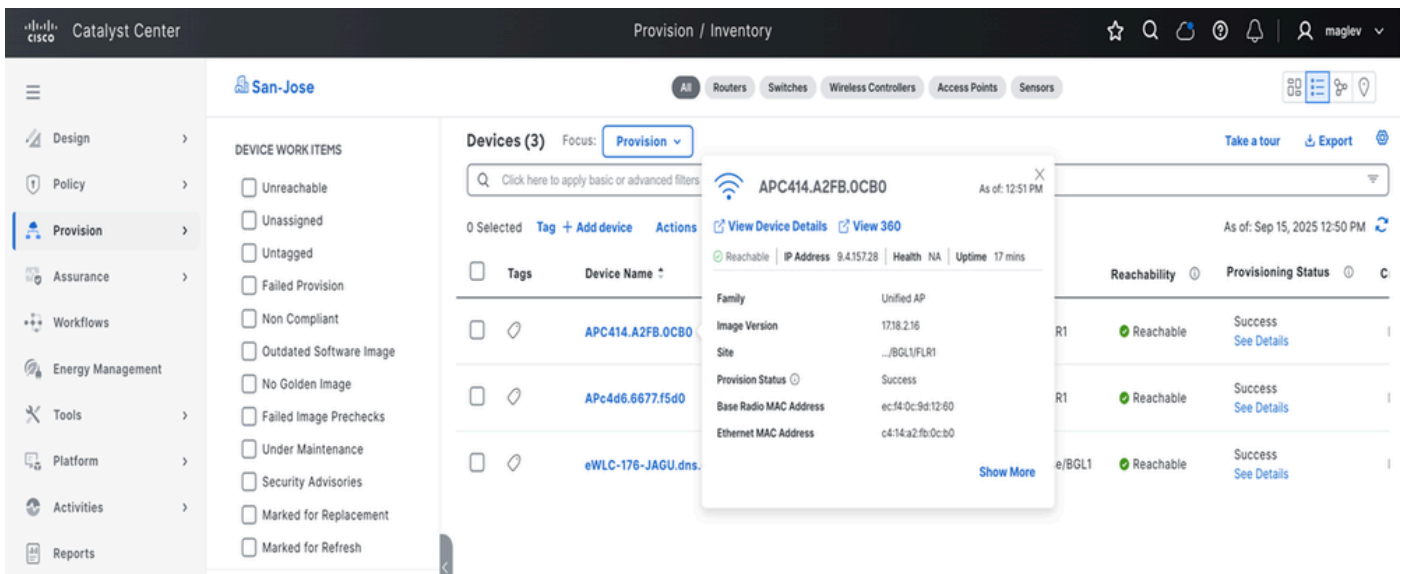 CISCO Catalyst Center
Provision / Inventory
maglev
San-Jose
All Routers Switches Wireless Controllers Access Points Sensors
Design
Policy
Provision
Assurance
Workflows
Energy Management
Tools
Platform
Activities
Reports
DEVICE WORK ITEMS
Unreachable
Unassigned
Untagged
Failed Provision
Non Compliant
Outdated Software Image
No Golden Image
Failed Image Prechecks
Under Maintenance
Security Advisories
Marked for Replacement
Marked for Refresh
Devices (3) Focus: Provision
Take a tour Export
Click here to apply basic or advanced filters
0 Selected Tag + Add device Actions
As of: Sep 15, 2025 12:50 PM
Tags Device Name Reachability Provisioning Status C
APC414.A2FB.0CB0 R1 Reachable Success
See Details
APc4d6.6677.f5d0 R1 Reachable Success
See Details
eWLC-176-JAGU.dns. e/BGL1 Reachable Success
See Details
APC414.A2FB.0CB0 As of: 12:51 PM
View Device Details View 360
Reachable IP Address 9.4.157.28 Health NA Uptime 17 mins
Family Unified AP
Image Version 17.18.2.16
Site .../BGL1/FLR1
Provision Status Success
Base Radio MAC Address ec:f4:0c:9d:12:60
Ethernet MAC Address c4:14:a2:fb:0c:b0
Show More